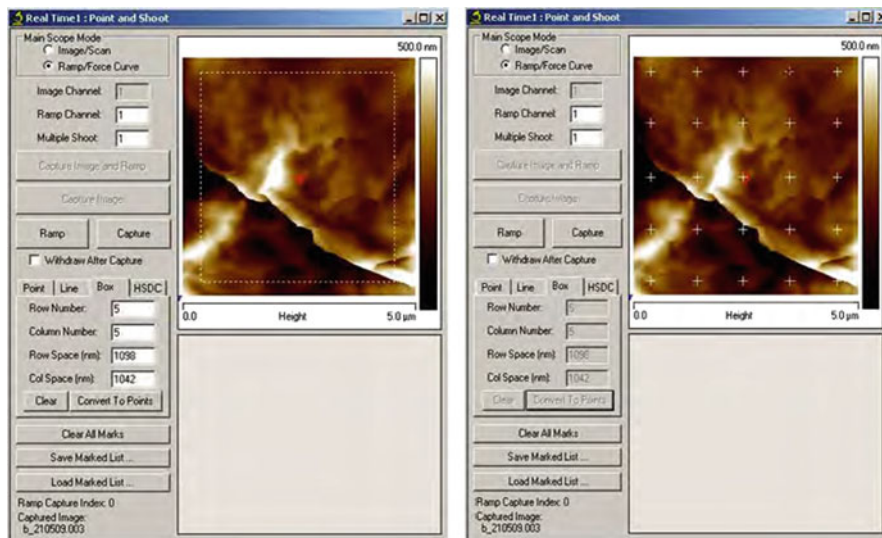 Real Time1 : Point and Shoot
Main Scope Mode
Image/Scan
Ramp/Force Curve
Image Channel: 1
Ramp Channel: 1
Multiple Shoot: 1
Capture Image and Ramp
Capture Image
Ramp Capture
Withdraw After Capture
Point Line Box HSDC
Row Number: 5
Column Number: 5
Row Space (nm): 1098
Col Space (nm): 1042
Clear Convert To Points
Clear All Marks
Save Marked List ...
Load Marked List ...
Ramp Capture Index: 0
Captured Image:
b_210509.003
500.0 nm
0.0 Height 5.0 µm
Real Time1 : Point and Shoot
Main Scope Mode
Image/Scan
Ramp/Force Curve
Image Channel: 1
Ramp Channel: 1
Multiple Shoot: 1
Capture Image and Ramp
Capture Image
Ramp Capture
Withdraw After Capture
Point Line Box HSDC
Row Number: 5
Column Number: 5
Row Space (nm): 1098
Col Space (nm): 1042
Clear Convert To Points
Clear All Marks
Save Marked List ...
Load Marked List ...
Ramp Capture Index: 0
Captured Image:
b_210509.003
500.0 nm
0.0 Height 5.0 µm